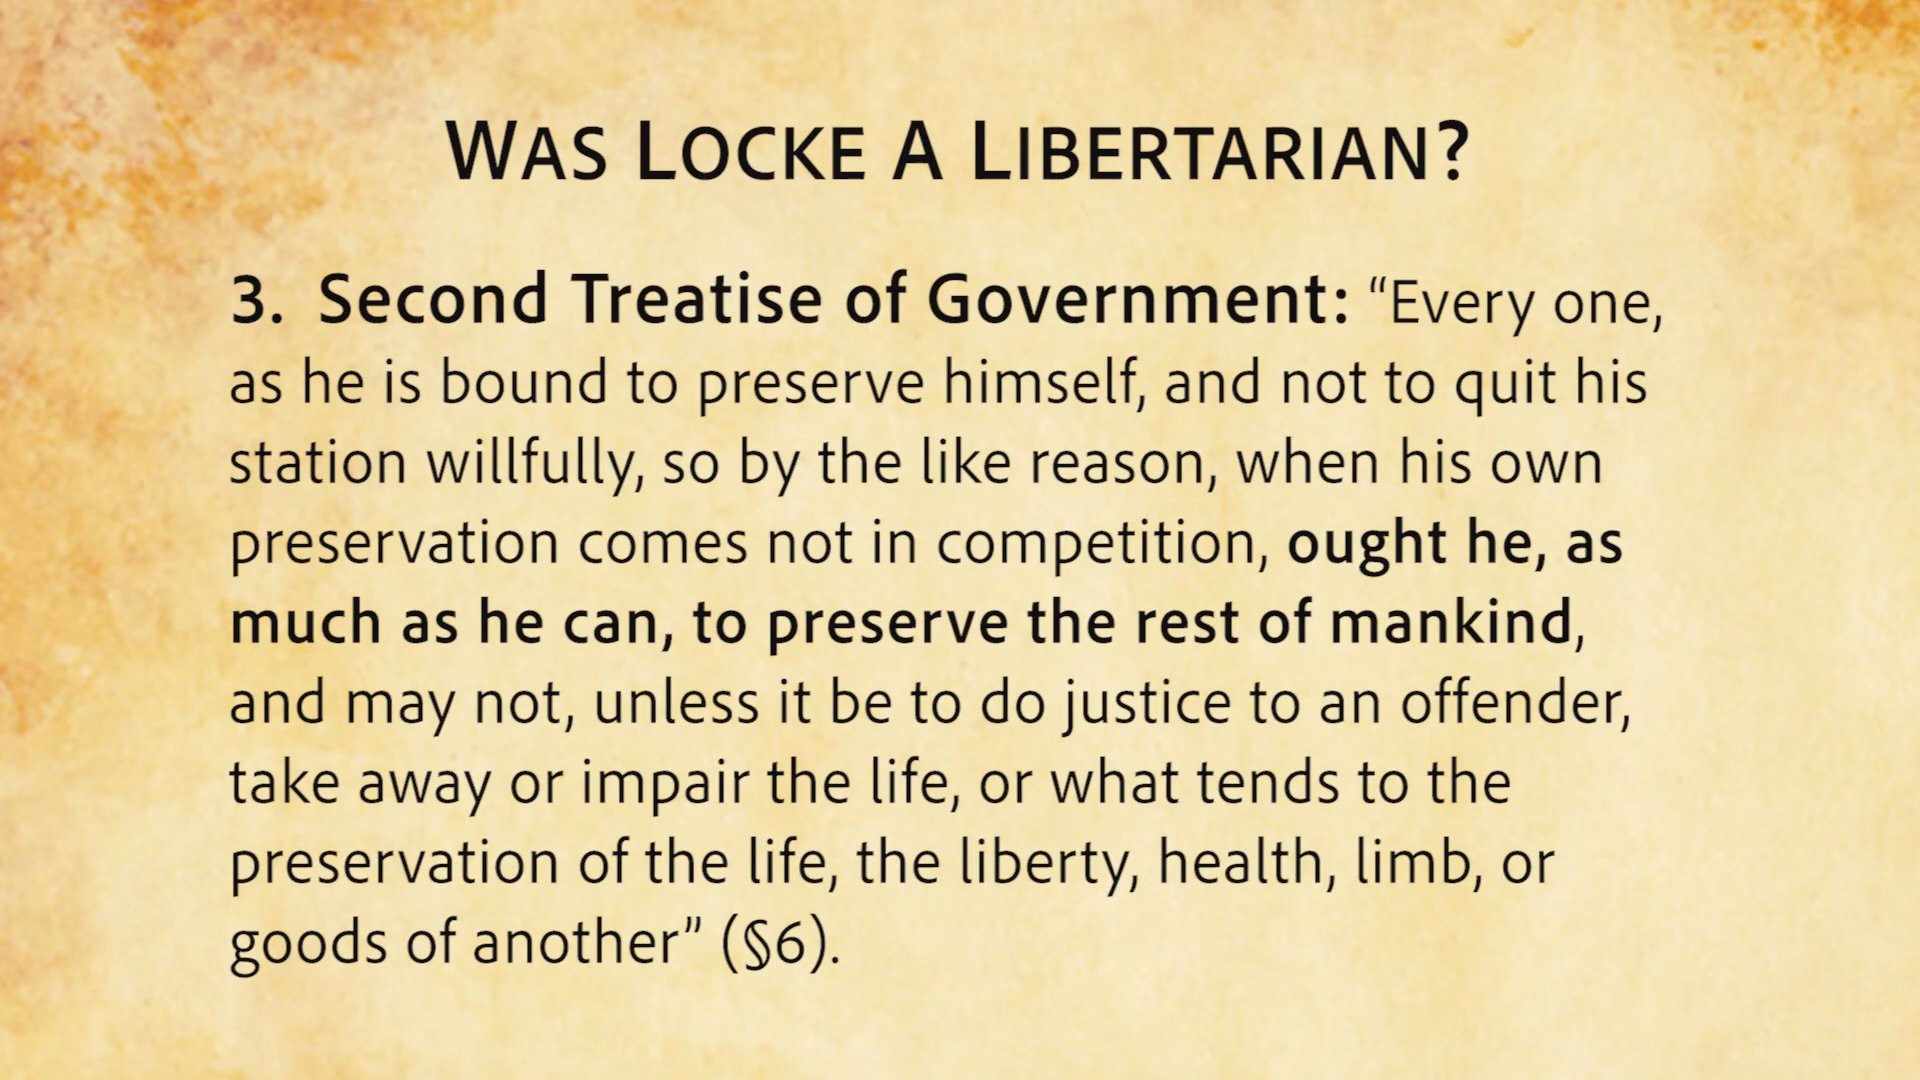 WAS LOCKE A LIBERTARIAN?
3. Second Treatise of Government: “Every one,
as he is bound to preserve himself, and not to quit his
station willfully, so by the like reason, when his own
preservation comes not in competition, ought he, as
much as he can, to preserve the rest of mankind,
and may not, unless it be to do justice to an offender,
take away or impair the life, or what tends to the
preservation of the life, the liberty, health, limb, or
goods of another” (§6).